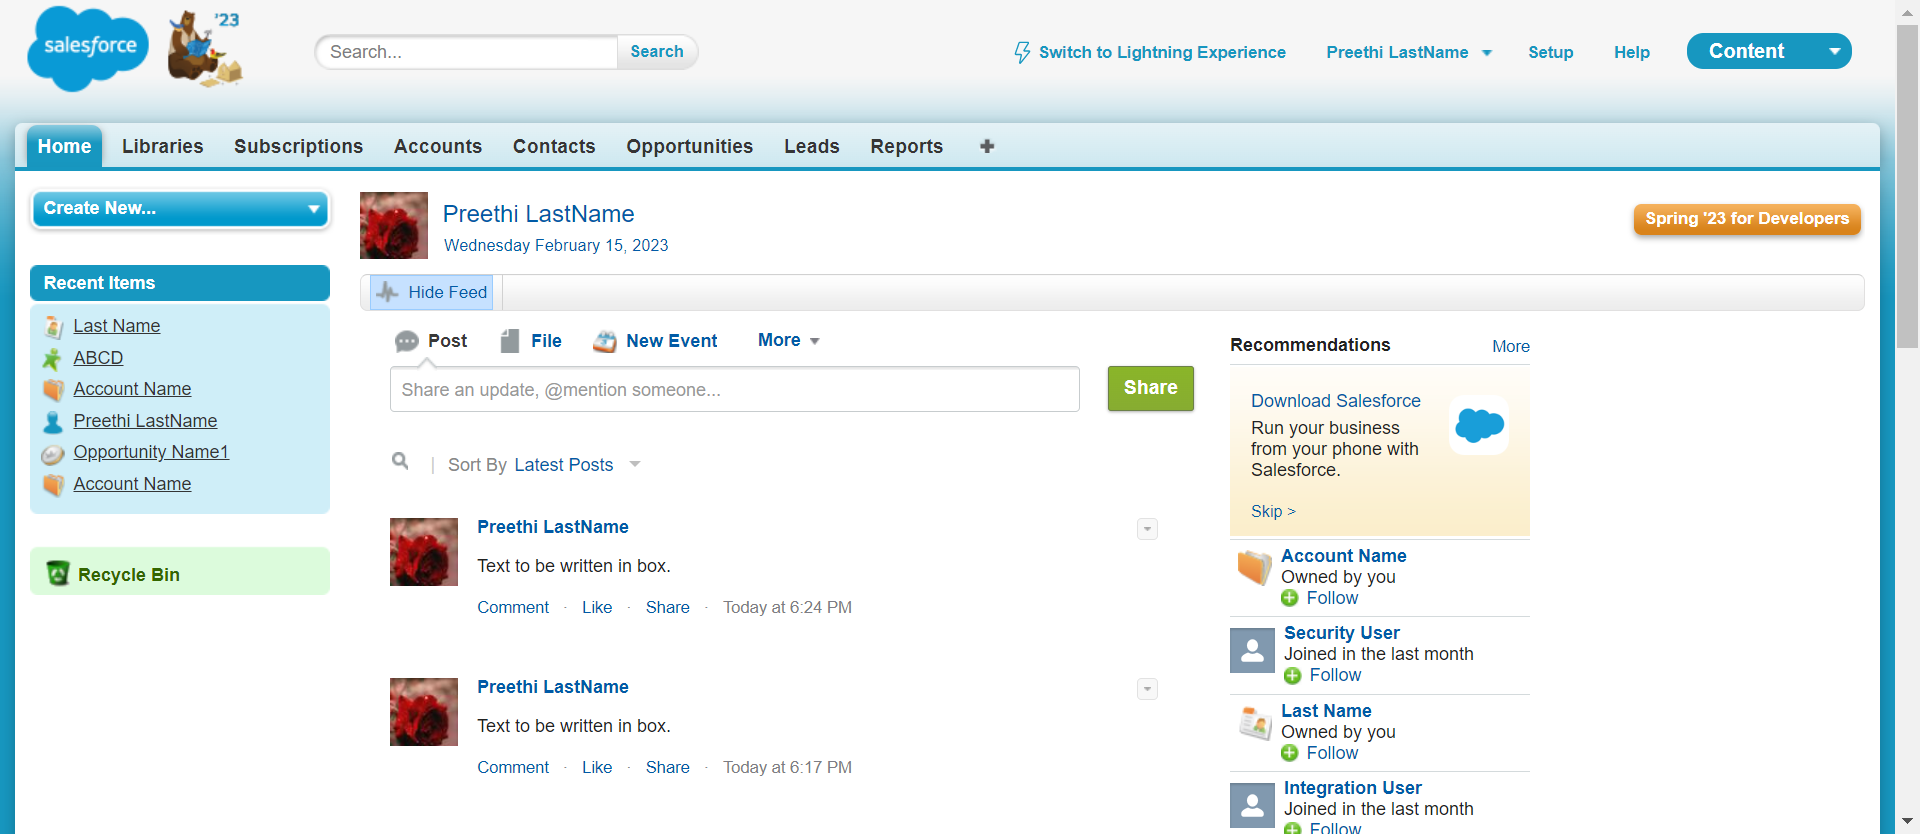 salesforce
'23
Search...
Search
Switch to Lightning Experience
Preethi LastName
Setup
Help
Content
Home
Libraries
Subscriptions
Accounts
Contacts
Opportunities
Leads
Reports
Create New...
Recent Items
Last Name
ABCD
Account Name
Preethi LastName
Opportunity Name1
Account Name
Recycle Bin
Preethi LastName
Wednesday February 15, 2023
Spring '23 for Developers
Hide Feed
Post
File
New Event
More
Share an update, @mention someone...
Share
Sort By Latest Posts
Preethi LastName
Text to be written in box.
Comment · Like · Share · Today at 6:24 PM
Preethi LastName
Text to be written in box.
Comment · Like · Share · Today at 6:17 PM
Recommendations
More
Download Salesforce
Run your business
from your phone with
Salesforce.
Skip >
Account Name
Owned by you
Follow
Security User
Joined in the last month
Follow
Last Name
Owned by you
Follow
Integration User
Joined in the last month
Follow